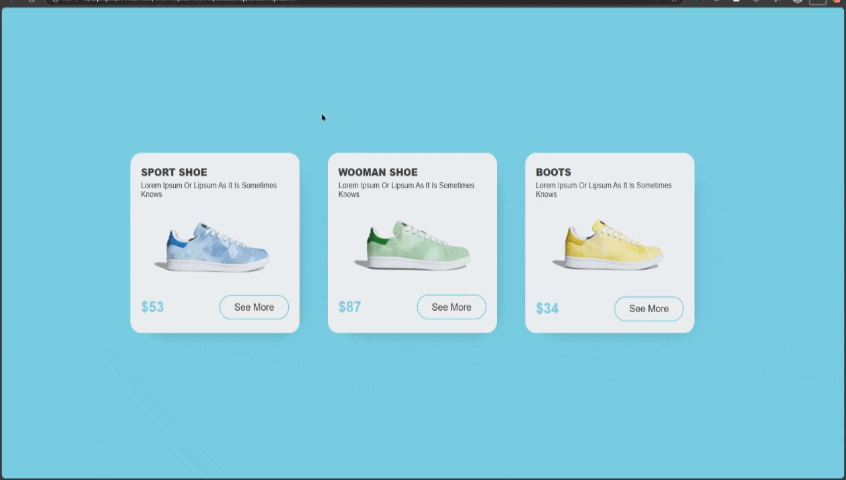 SPORT SHOE
Lorem Ipsum Or Lipsum As It Is Sometimes
Knows
$53
See More
WOOMAN SHOE
Lorem Ipsum Or Lipsum As It Is Sometimes
Knows
$87
See More
BOOTS
Lorem Ipsum Or Lipsum As It Is Sometimes
Knows
$34
See More